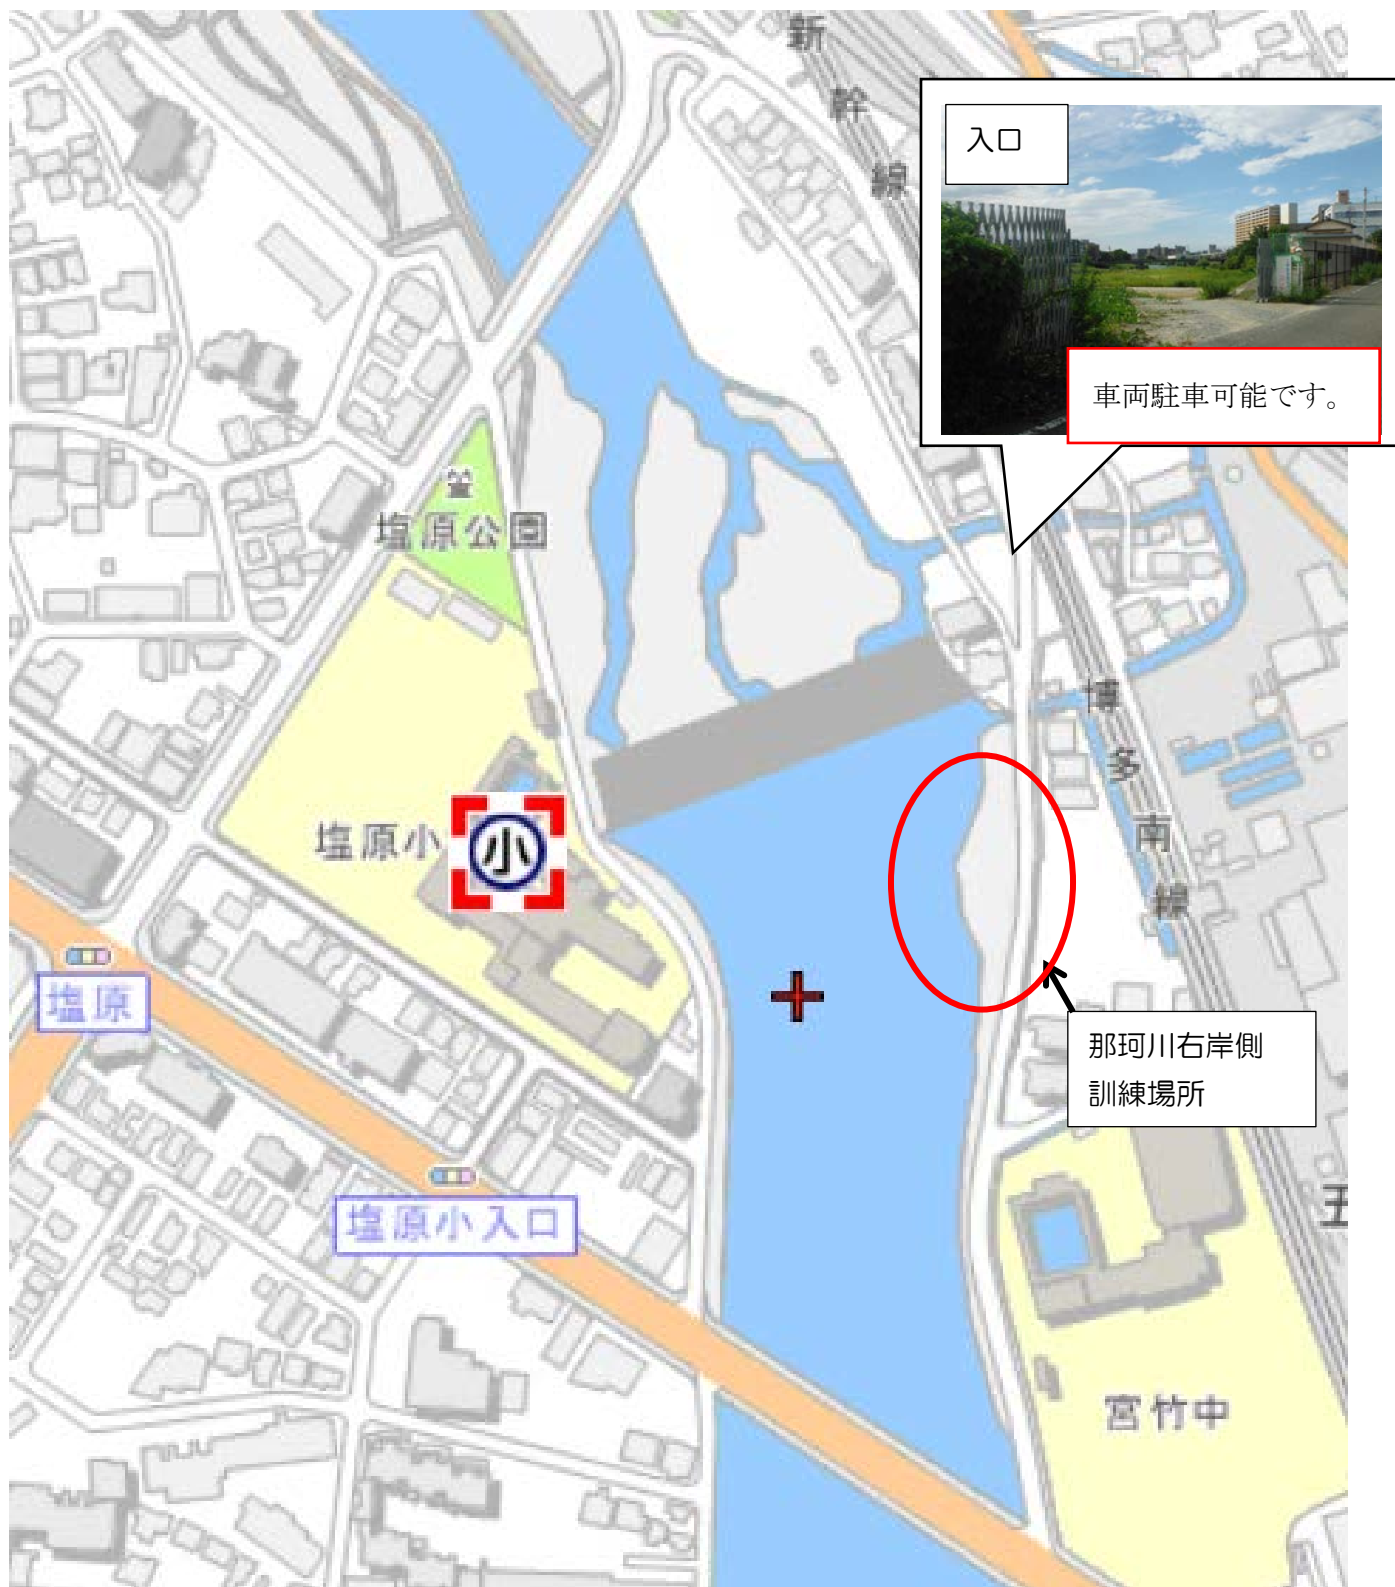 新幹線
入口
車両駐車可能です。
塩原公園
博多南線
塩原小
小
塩原
那珂川右岸側
訓練場所
塩原小入口
五
宮竹中